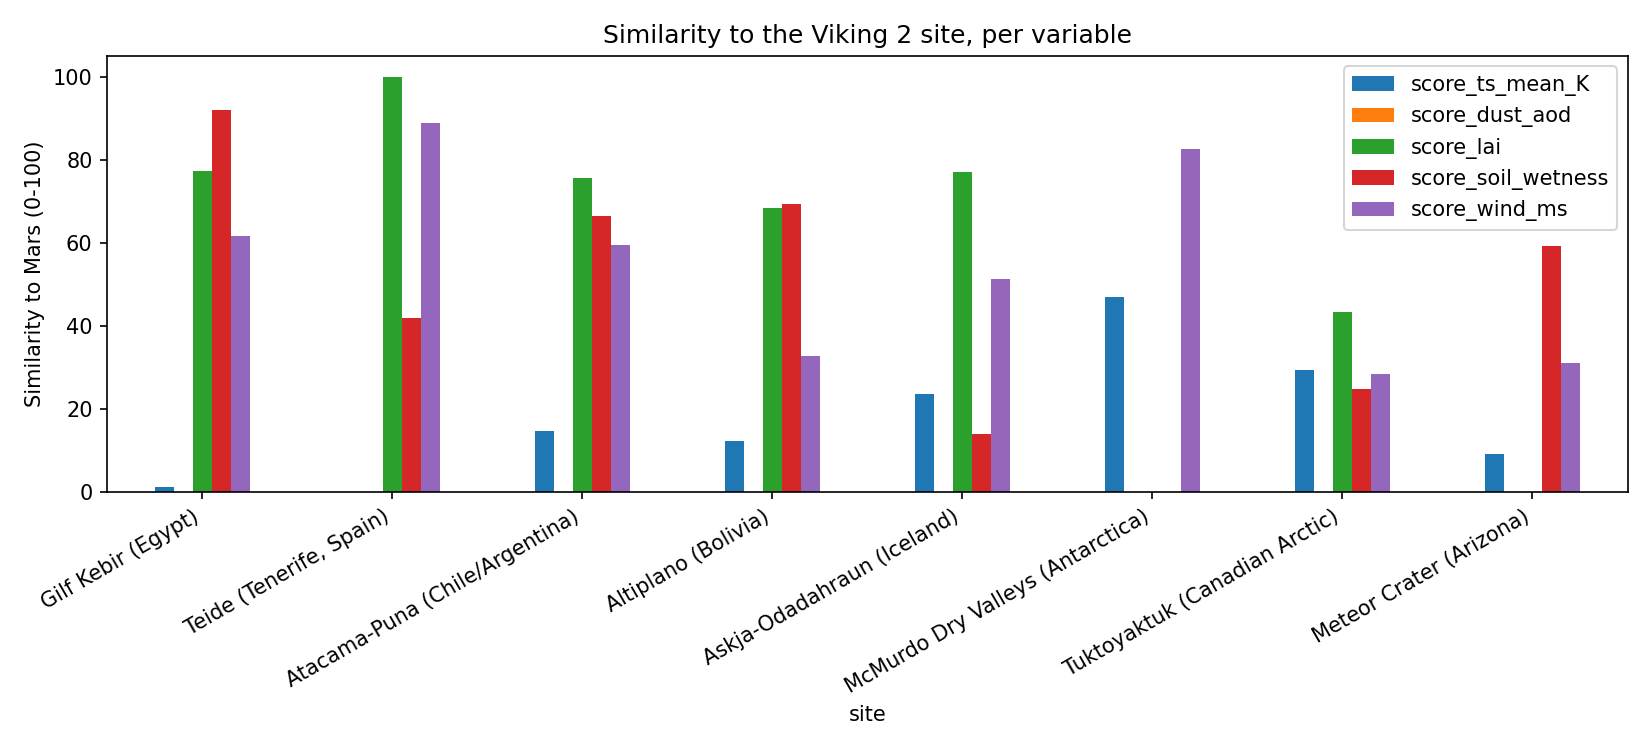 Similarity to the Viking 2 site, per variable
Similarity to Mars (0-100)
100
80
60
40
20
0
score_ts_mean_K
score_dust_aod
score_lai
score_soil_wetness
score_wind_ms
Gilf Kebir (Egypt)
Teide (Tenerife, Spain)
Atacama-Puna (Chile/Argentina)
Altiplano (Bolivia)
Askja-Odadahraun (Iceland)
McMurdo Dry Valleys (Antarctica)
Tuktoyaktuk (Canadian Arctic)
Meteor Crater (Arizona)
site